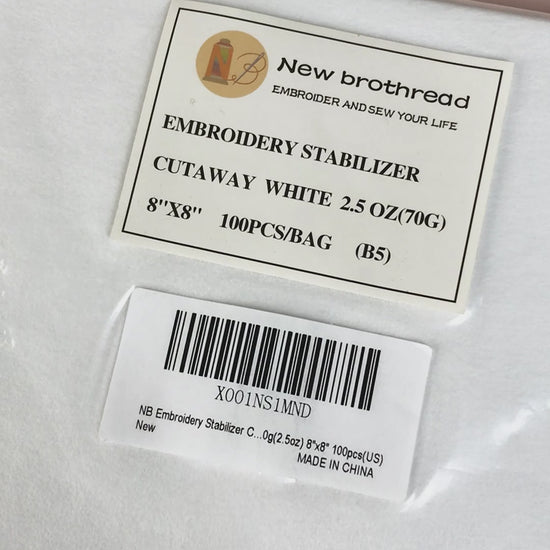 New brothread
EMBROIDER AND SEW YOUR LIFE
EMBROIDERY STABILIZER
CUTAWAY WHITE 2.5 OZ(70G)
8"X8" 100PCS/BAG (B5)
X001NS1MND
NB Embroidery Stabilizer C...0g(2.5oz) 8"x8" 100pcs(US)
New
MADE IN CHINA